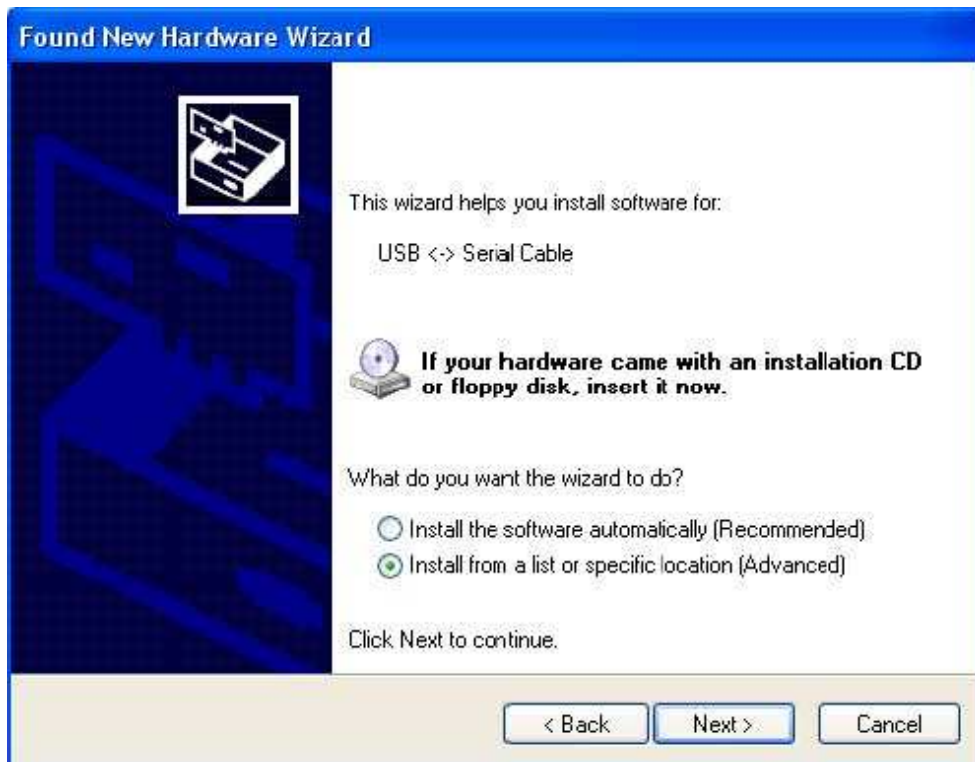 Found New Hardware Wizard
This wizard helps you install software for:
USB <-> Serial Cable
If your hardware came with an installation CD
or floppy disk, insert it now.
What do you want the wizard to do?
Install the software automatically (Recommended)
Install from a list or specific location (Advanced)
Click Next to continue.
< Back Next > Cancel